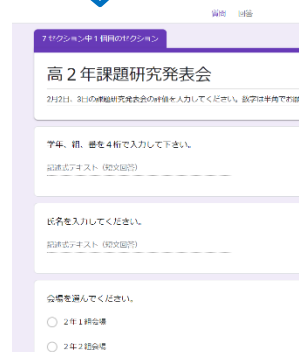 質問 回答
7 セクション中 1 個目のセクション
高2年課題研究発表会
2月2日、3日の課題研究発表会の評価を入力してください。数字は半角でお願
学年、組、番を4桁で入力して下さい。
記述式テキスト（短文回答）
氏名を入力してください。
記述式テキスト（短文回答）
会場を選んでください。
2年1組会場
2年2組会場